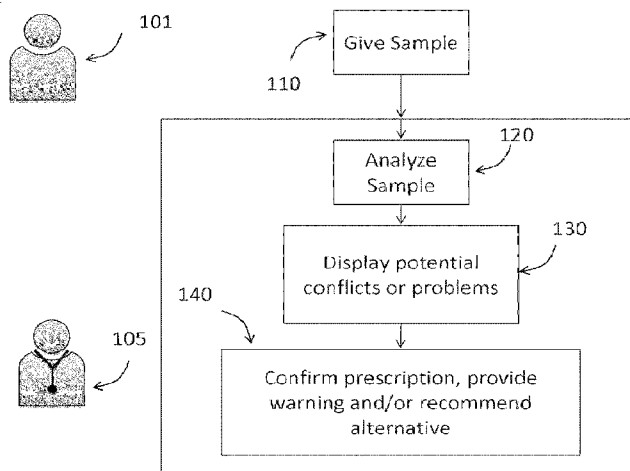 101
Give Sample
110
120
Analyze
Sample
130
Display potential
conflicts or problems
140
105
Confirm prescription, provide
warning and/or recommend
alternative